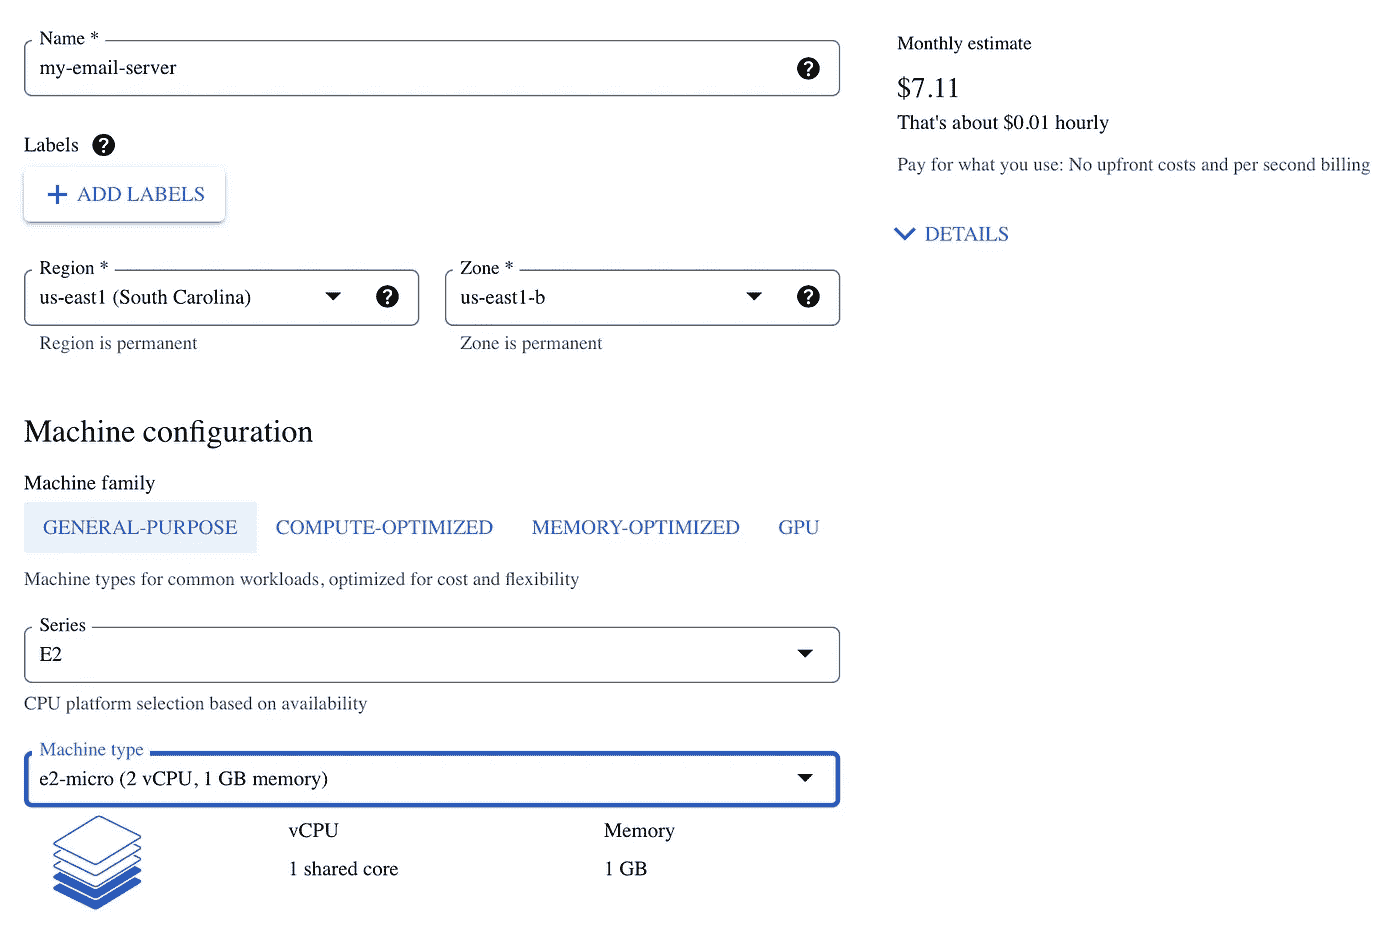 Name *
my-email-server
Labels
ADD LABELS
Region *
us-east1 (South Carolina)
Region is permanent
Zone *
us-east1-b
Zone is permanent
Machine configuration
Machine family
GENERAL-PURPOSE COMPUTE-OPTIMIZED MEMORY-OPTIMIZED GPU
Machine types for common workloads, optimized for cost and flexibility
Series
E2
CPU platform selection based on availability
Machine type
e2-micro (2 vCPU, 1 GB memory)
vCPU
1 shared core
Memory
1 GB
Monthly estimate
$7.11
That's about $0.01 hourly
Pay for what you use: No upfront costs and per second billing
DETAILS